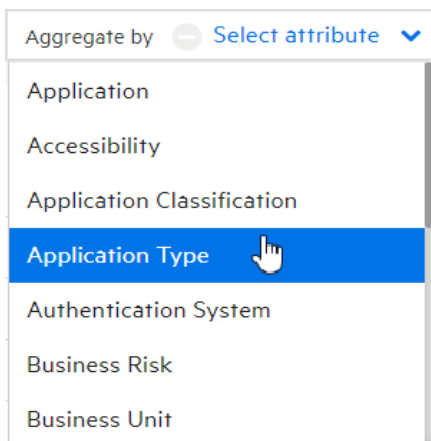 Aggregate by Select attribute
Application
Accessibility
Application Classification
Application Type
Authentication System
Business Risk
Business Unit